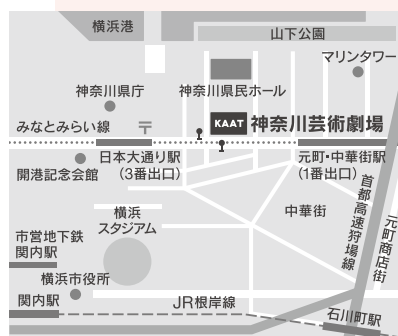 横浜港
山下公園
マリンタワー
神奈川県庁
神奈川県民ホール
みなとみらい線
〒
KAAT 神奈川芸術劇場
日本大通り駅
(3番出口)
元町・中華街駅
(1番出口)
開港記念会館
首都高速狩場線
元町商店街
中華街
横浜
スタジアム
市営地下鉄
関内駅
横浜市役所
関内駅
JR根岸線
石川町駅